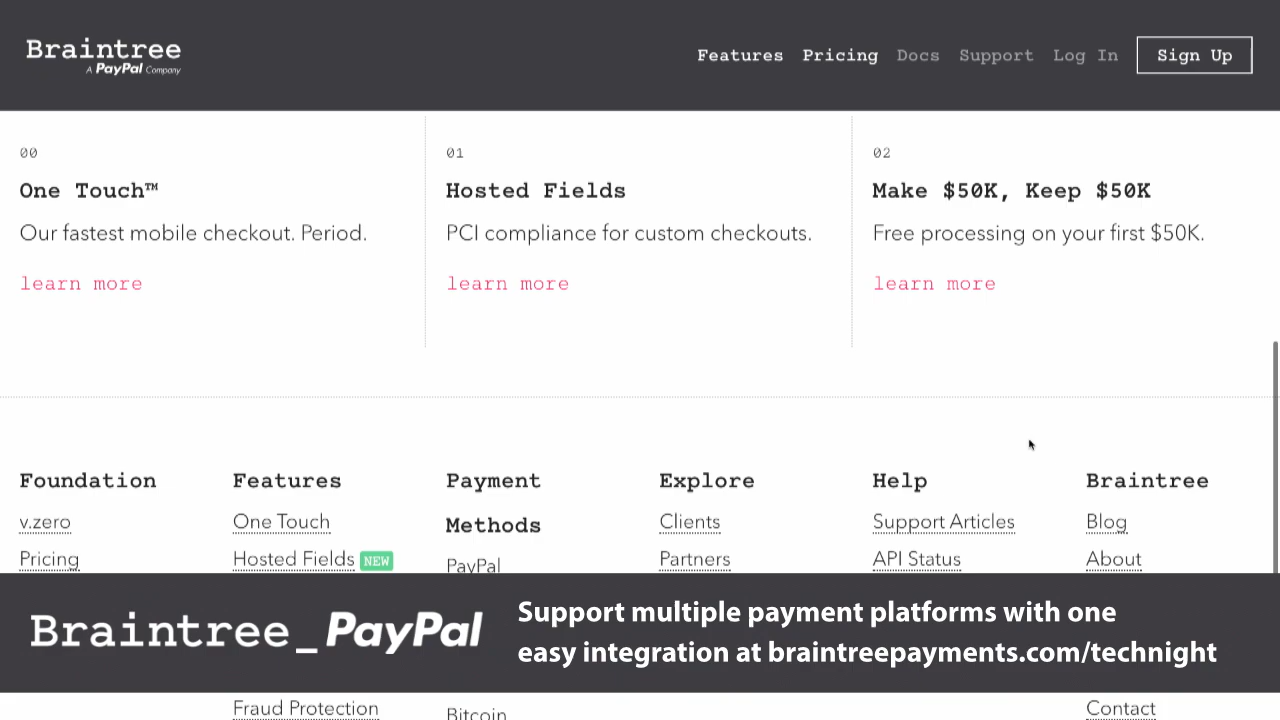 Braintree
A PayPal Company
Features Pricing Docs Support Log In Sign Up
00
One Touch™
Our fastest mobile checkout. Period.
learn more
01
Hosted Fields
PCI compliance for custom checkouts.
learn more
02
Make $50K, Keep $50K
Free processing on your first $50K.
learn more
Foundation
v.zero
Pricing
Features
One Touch
Hosted Fields NEW
Payment
Methods
PayPal
Explore
Clients
Partners
Help
Support Articles
API Status
Braintree
Blog
About
Braintree_PayPal
Support multiple payment platforms with one
easy integration at braintreepayments.com/technight
Fraud Protection
Bitcoin
Contact